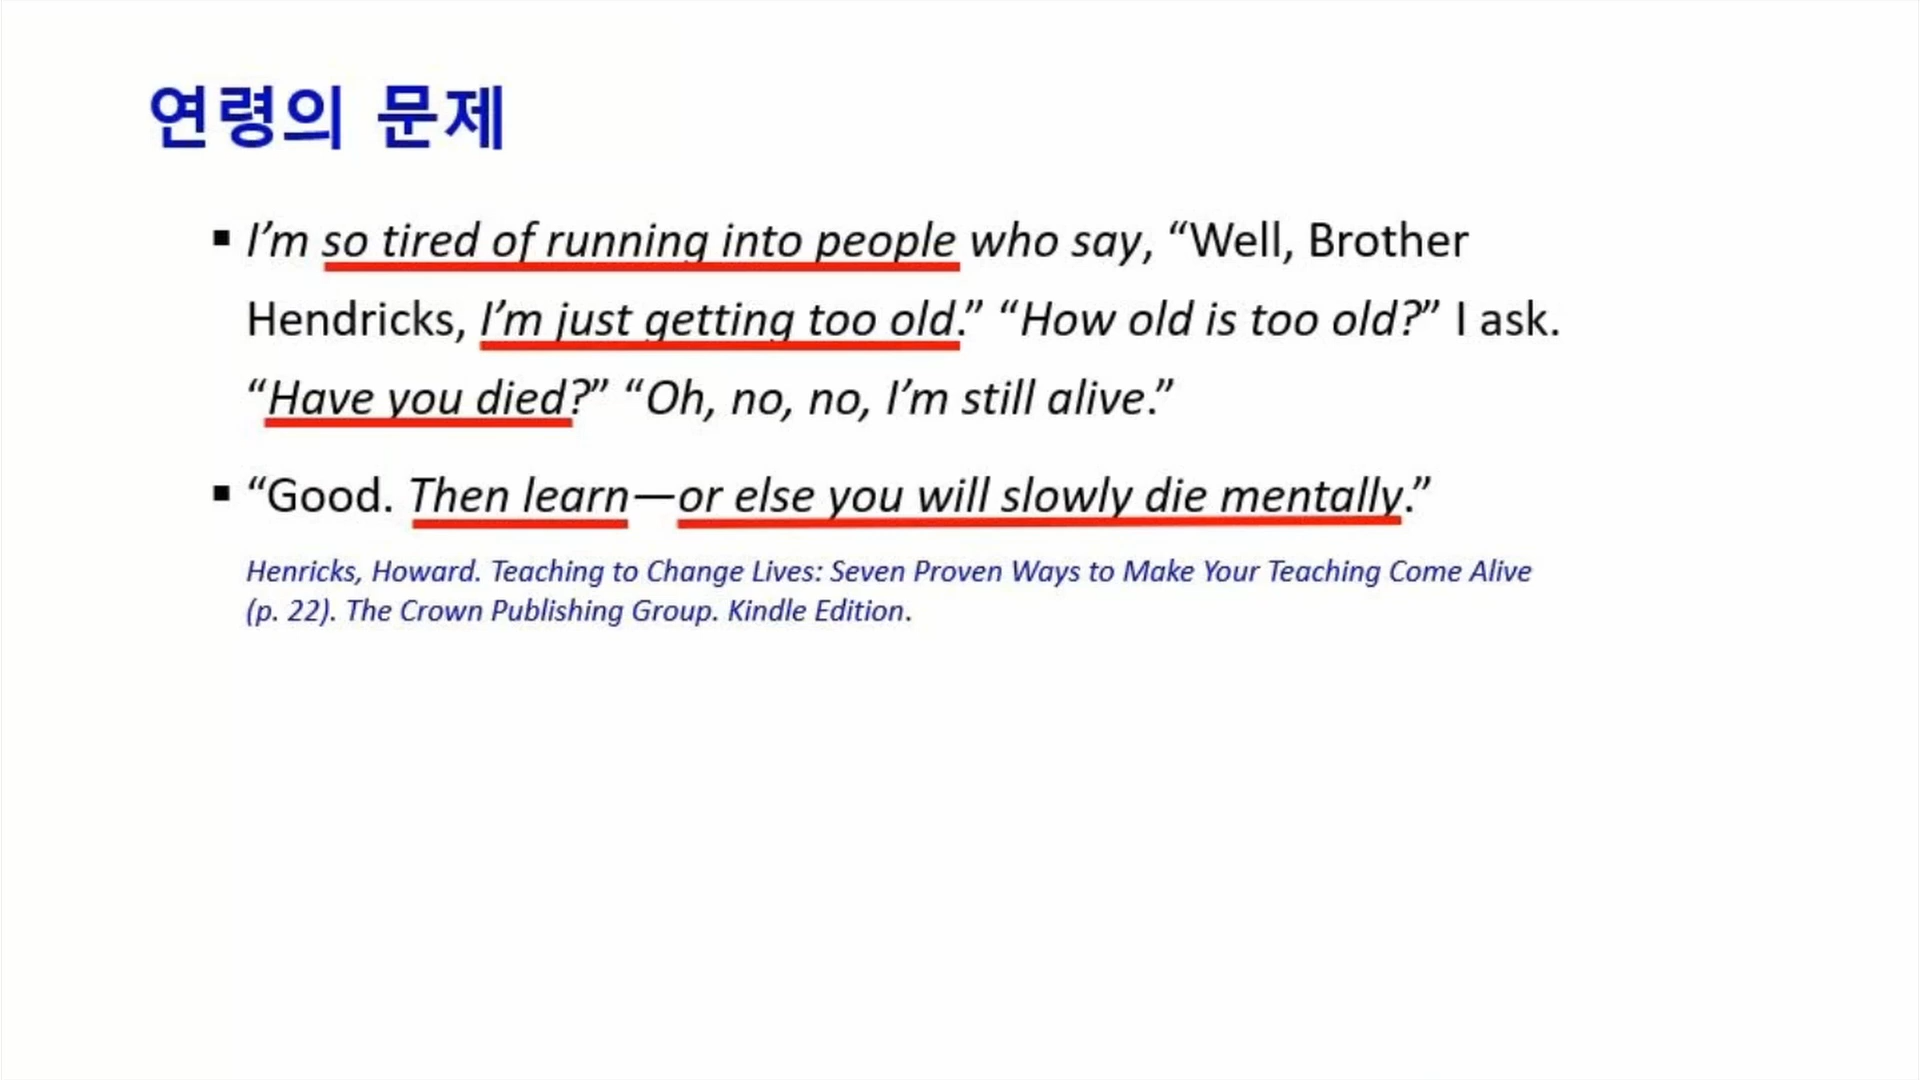 연령의 문제
▪ I’m so tired of running into people who say, “Well, Brother
Hendricks, I’m just getting too old.” “How old is too old?” I ask.
“Have you died?” “Oh, no, no, I’m still alive.”
▪ “Good. Then learn—or else you will slowly die mentally.”
Henricks, Howard. Teaching to Change Lives: Seven Proven Ways to Make Your Teaching Come Alive
(p. 22). The Crown Publishing Group. Kindle Edition.